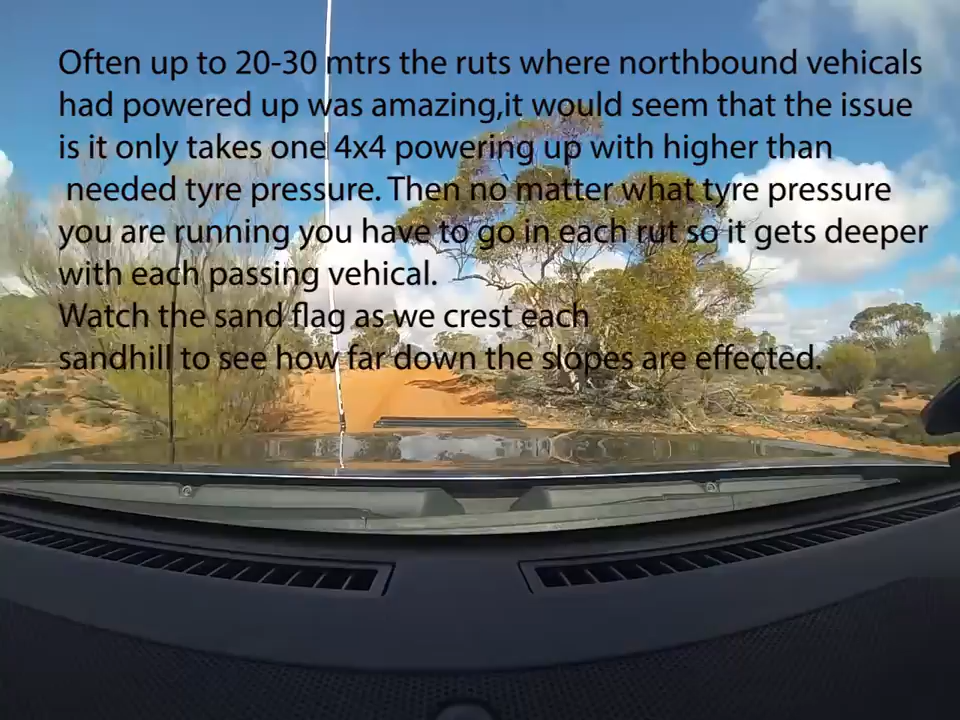 Often up to 20-30 mtrs the ruts where northbound vehicals
had powered up was amazing,it would seem that the issue
is it only takes one 4x4 powering up with higher than
needed tyre pressure. Then no matter what tyre pressure
you are running you have to go in each rut so it gets deeper
with each passing vehical.
Watch the sand flag as we crest each
sandhill to see how far down the slopes are effected.